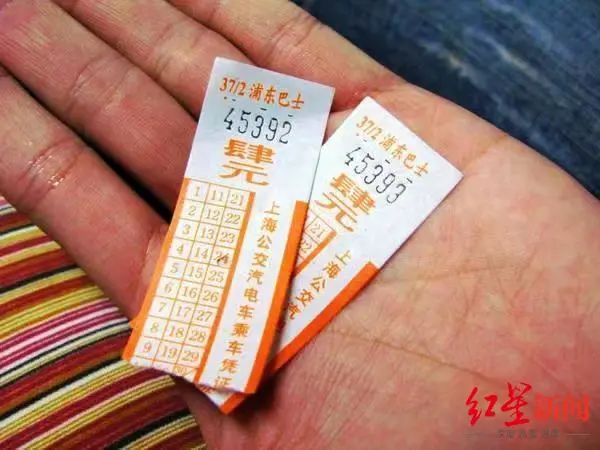 37/2 浦东巴士
45392
肆元
1 11 21
2 12 22
3 13 23
4 14 24
5 15 25
6 16 26
7 17 27
8 18 28
9 19 29
上海公交汽电车乘车凭证
37/2 浦东巴士
45393
肆元
21
22
上海公交汽
红星新闻